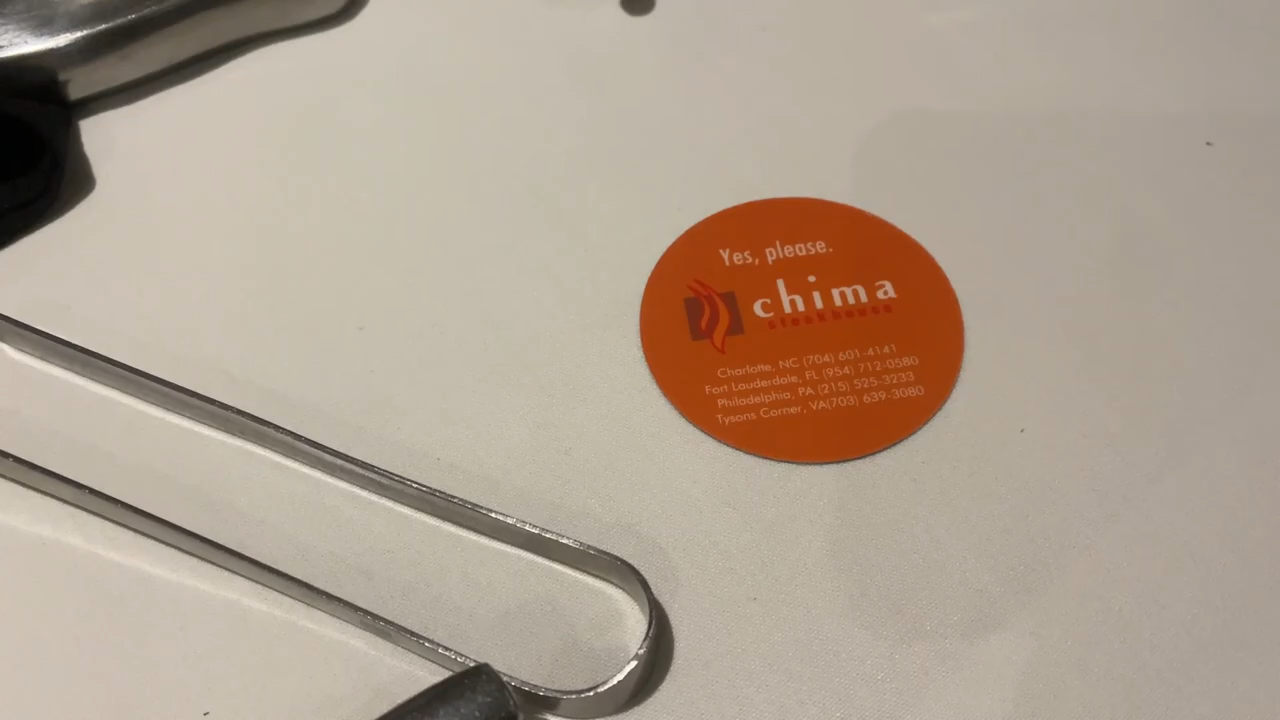 Yes, please.
chima
steakhouse
Charlotte, NC (704) 601-4141
Fort Lauderdale, FL (954) 712-0580
Philadelphia, PA (215) 525-3233
Tysons Corner, VA(703) 639-3080